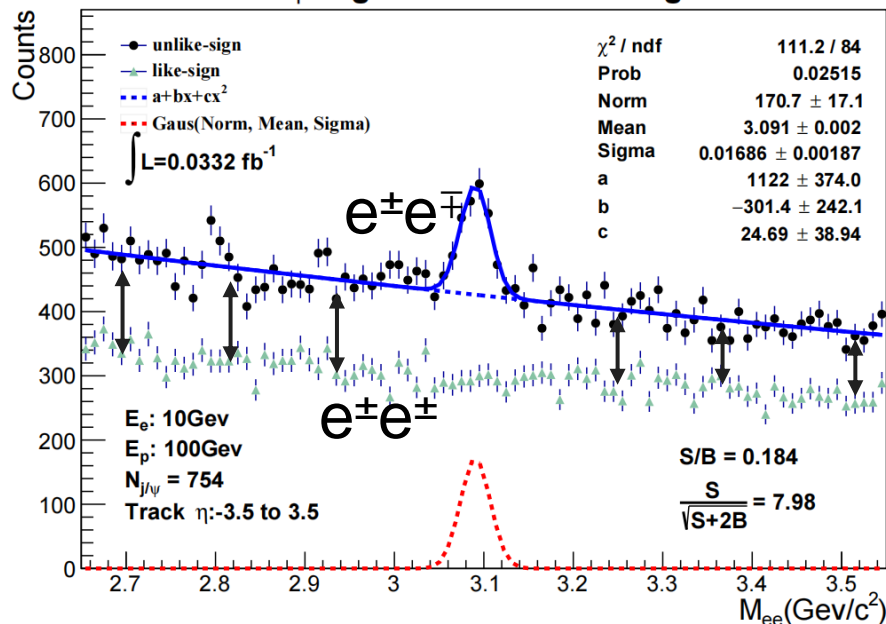 unlike-sign
like-sign
a+bx+cx²
Gaus(Norm, Mean, Sigma)
∫L=0.0332 fb⁻¹
χ² / ndf 111.2 / 84
Prob 0.02515
Norm 170.7 ± 17.1
Mean 3.091 ± 0.002
Sigma 0.01686 ± 0.00187
a 1122 ± 374.0
b −301.4 ± 242.1
c 24.69 ± 38.94
e±e∓
e±e±
Eₑ: 10Gev
Eₚ: 100Gev
N_{j/ψ} = 754
Track η:-3.5 to 3.5
S/B = 0.184
S/√(S+2B) = 7.98
Counts
800
700
600
500
400
300
200
100
0
2.7 2.8 2.9 3 3.1 3.2 3.3 3.4 3.5
M_{ee}(Gev/c²)